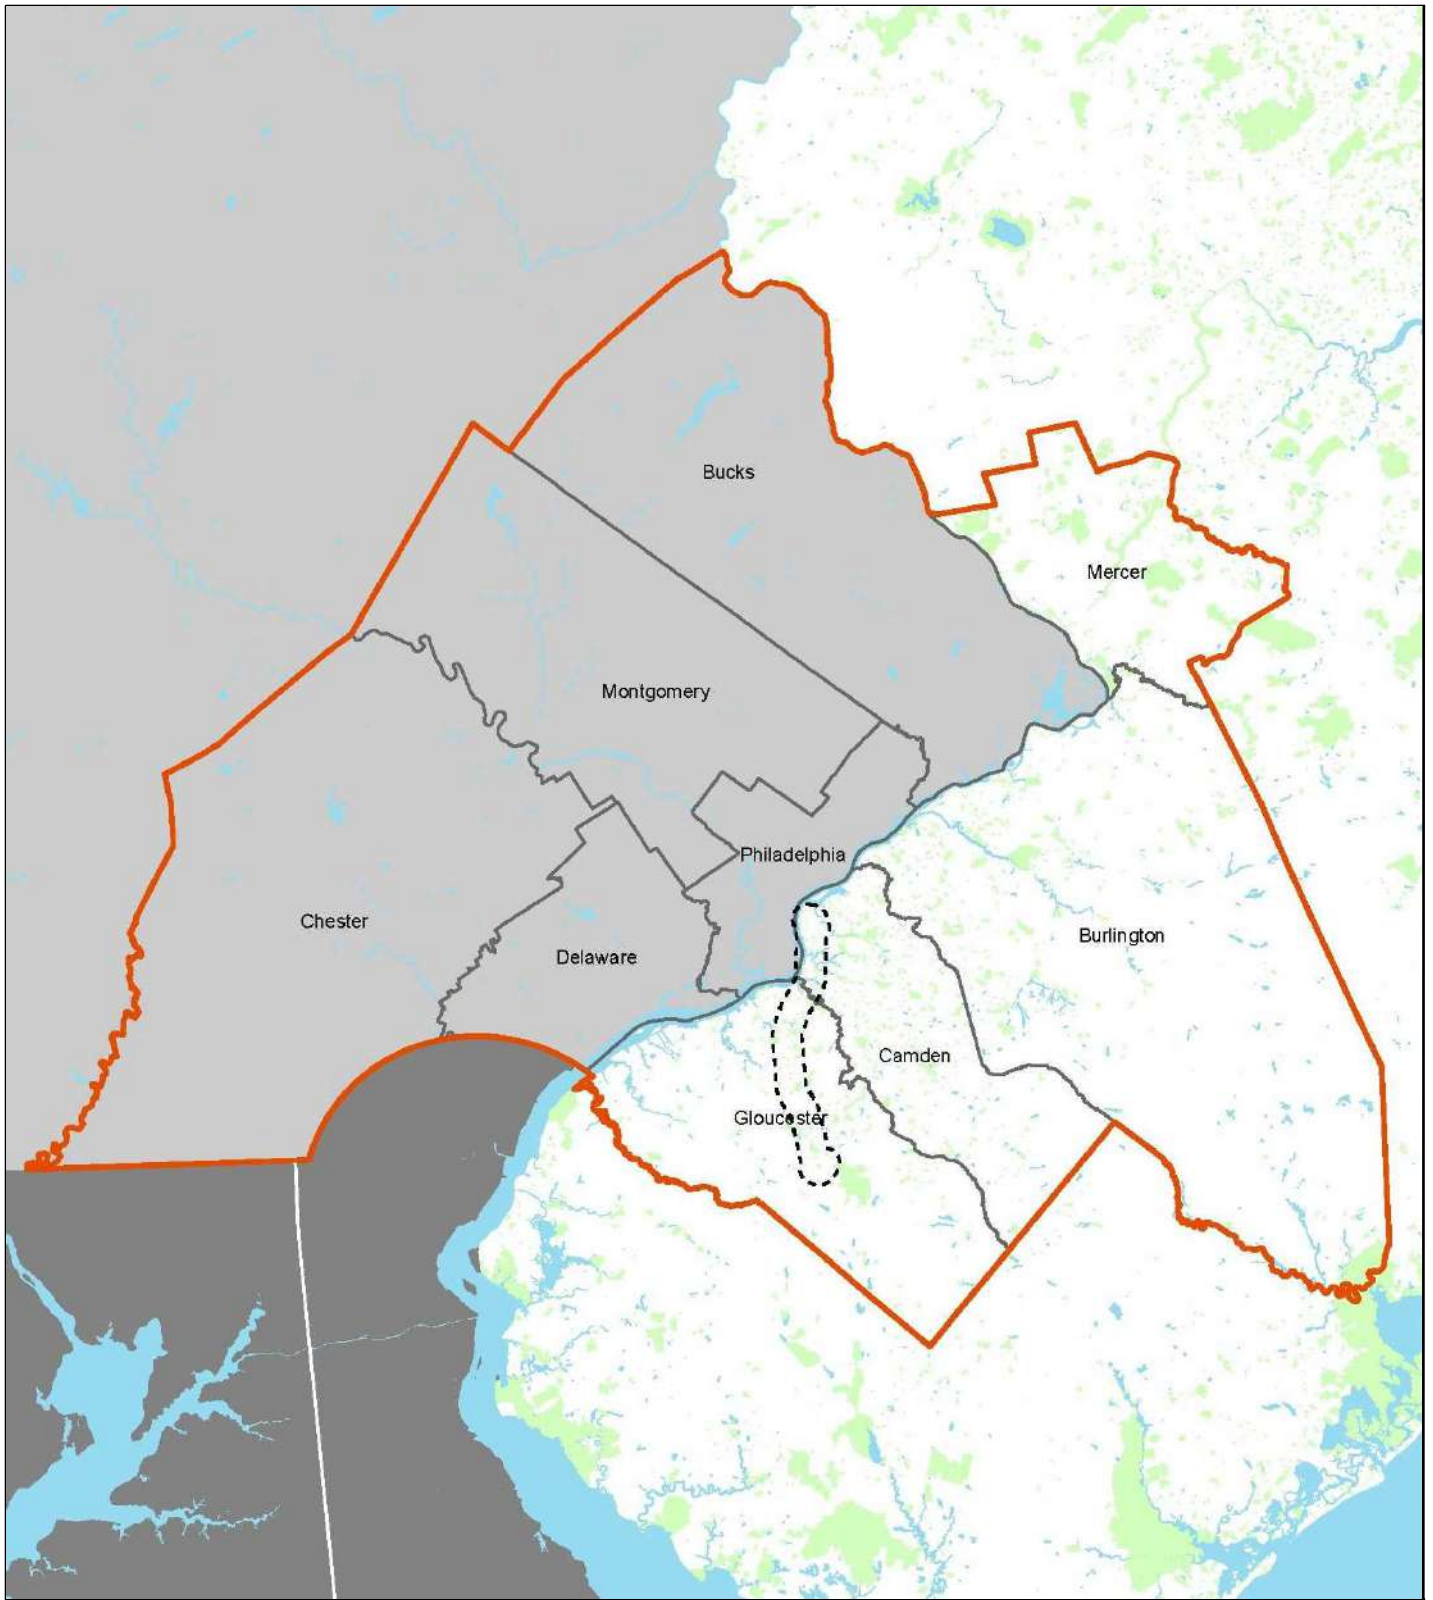 Bucks
Mercer
Montgomery
Philadelphia
Chester
Burlington
Delaware
Camden
Gloucester